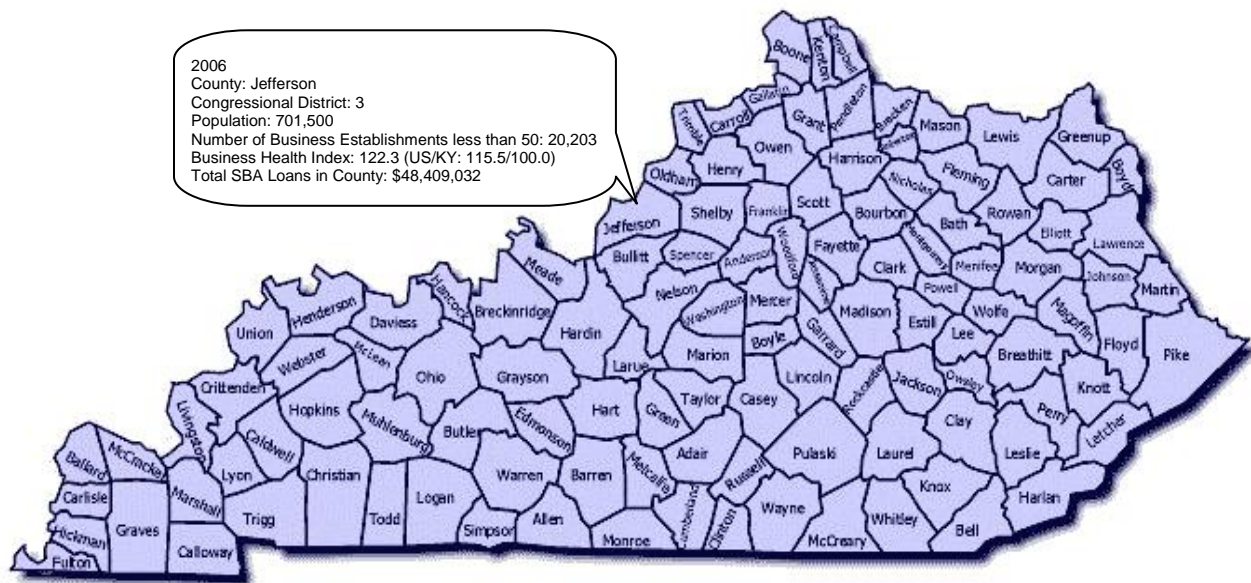 2006
County: Jefferson
Congressional District: 3
Population: 701,500
Number of Business Establishments less than 50: 20,203
Business Health Index: 122.3 (US/KY: 115.5/100.0)
Total SBA Loans in County: $48,409,032
Boone
Kenton
Campbell
Gallatin
Trimble
Carroll
Grant
Pendleton
Bracken
Mason
Lewis
Greenup
Owen
Harrison
Henry
Oldham
Fleming
Carter
Boyd
Nicholas
Scott
Franklin
Shelby
Jefferson
Bourbon
Bath
Rowan
Elliott
Lawrence
Fayette
Woodford
Montgomery
Bullitt
Spencer
Anderson
Clark
Menifee
Morgan
Johnson
Martin
Meade
Powell
Nelson
Hancock
Henderson
Breckinridge
Washington
Mercer
Madison
Wolfe
Magoffin
Daviess
Union
Hardin
Estill
Lee
Boyle
Garrard
Floyd
Pike
Webster
McLean
Larue
Marion
Breathitt
Ohio
Grayson
Lincoln
Rockcastle
Jackson
Owsley
Knott
Crittenden
Hopkins
Hart
Green
Taylor
Casey
Perry
Livingston
Muhlenburg
Butler
Edmonson
Clay
Letcher
Caldwell
Adair
Pulaski
Laurel
Leslie
Ballard
McCracke
Lyon
Christian
Warren
Barren
Metcalfe
Russell
Knox
Carlisle
Marshall
Logan
Harlan
Graves
Trigg
Todd
Simpsor
Allen
Cumberland
Clinton
Wayne
Whitley
Bell
Hickman
Calloway
Monroe
McCreary
Fulton